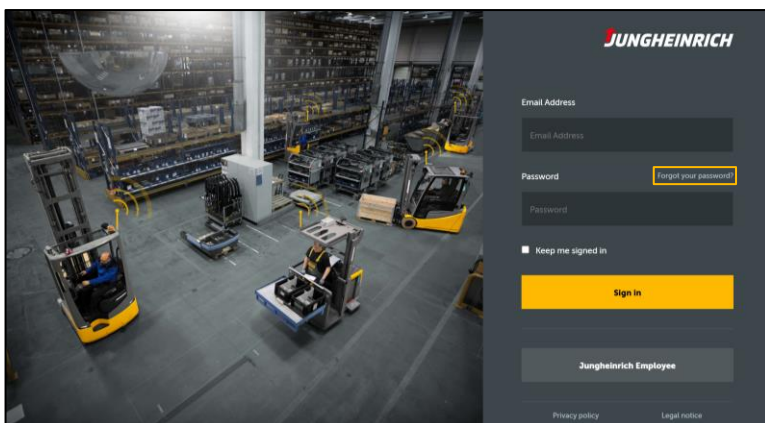 JUNGHEINRICH
Email Address
Email Address
Password Forgot your password?
Password
Keep me signed in
Sign in
Jungheinrich Employee
Privacy policy Legal notice